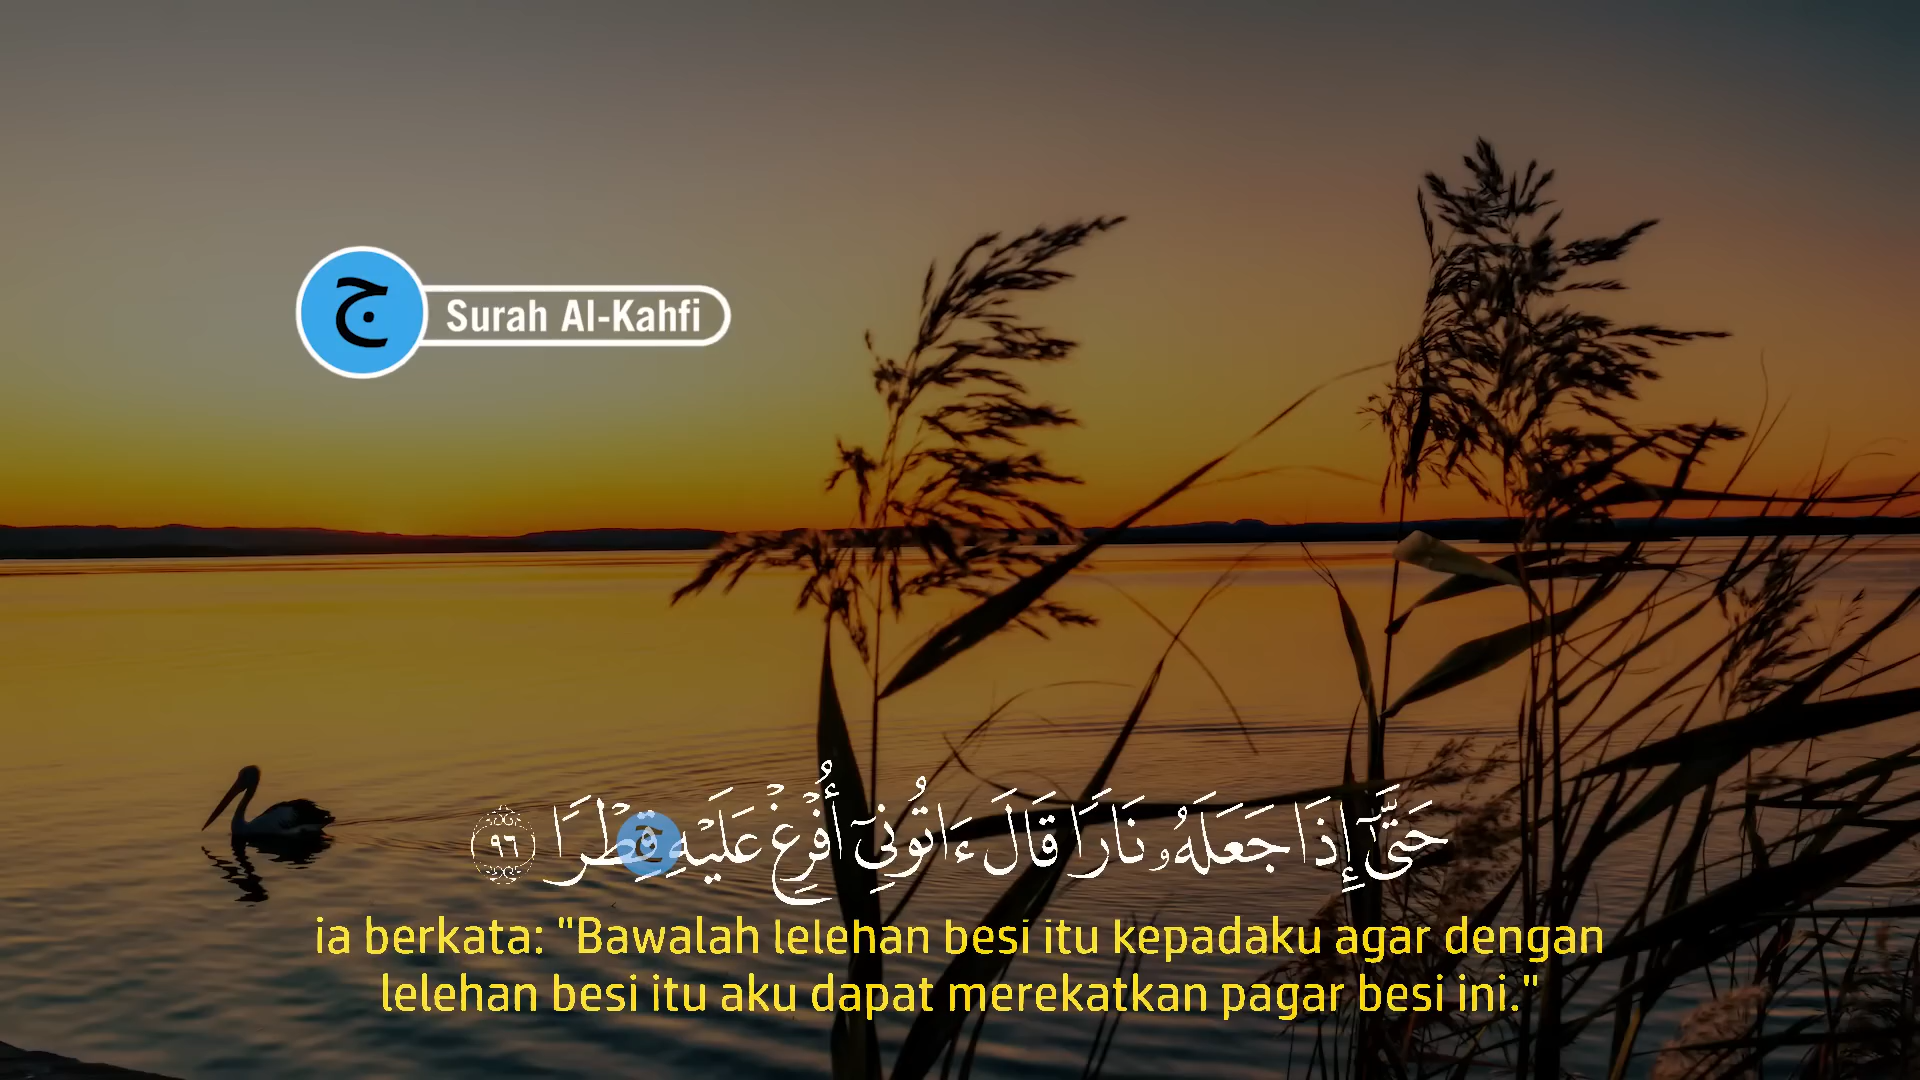 ج
Surah Al-Kahfi
حَتَّىٰٓ إِذَا جَعَلَهُۥ نَارًا قَالَ ءَاتُونِىٓ أُفْرِغْ عَلَيْهِ قِطْرًا ٩٦
ج
ia berkata: "Bawalah lelehan besi itu kepadaku agar dengan
lelehan besi itu aku dapat merekatkan pagar besi ini."